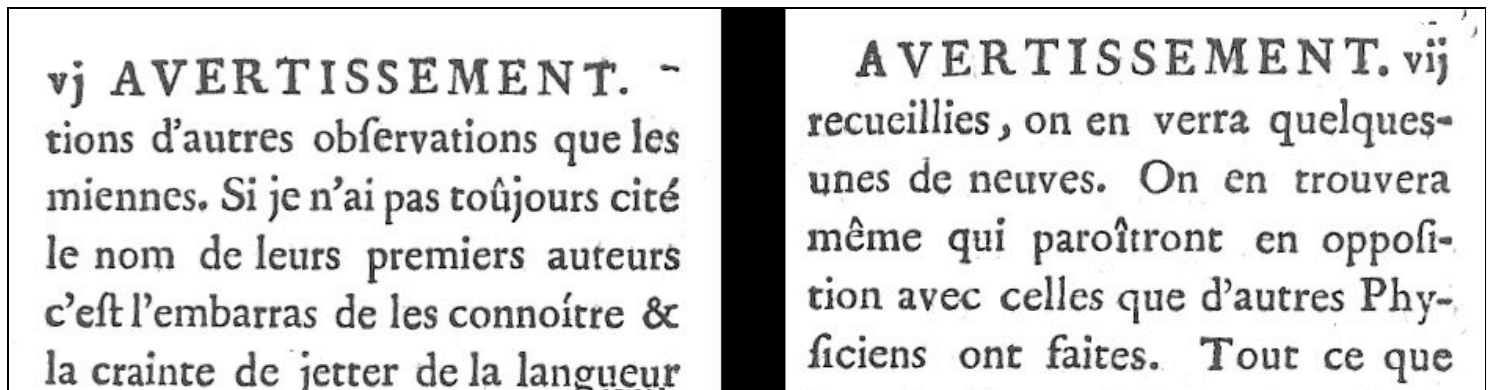 vj AVERTISSEMENT.
tions d'autres obſervations que les
miennes. Si je n'ai pas toûjours cité
le nom de leurs premiers auteurs
c'eſt l'embarras de les connoître &
la crainte de jetter de la langueur
AVERTISSEMENT. vij
recueillies, on en verra quelques-
unes de neuves. On en trouvera
même qui paroîtront en oppoſi-
tion avec celles que d'autres Phy-
ſiciens ont faites. Tout ce que